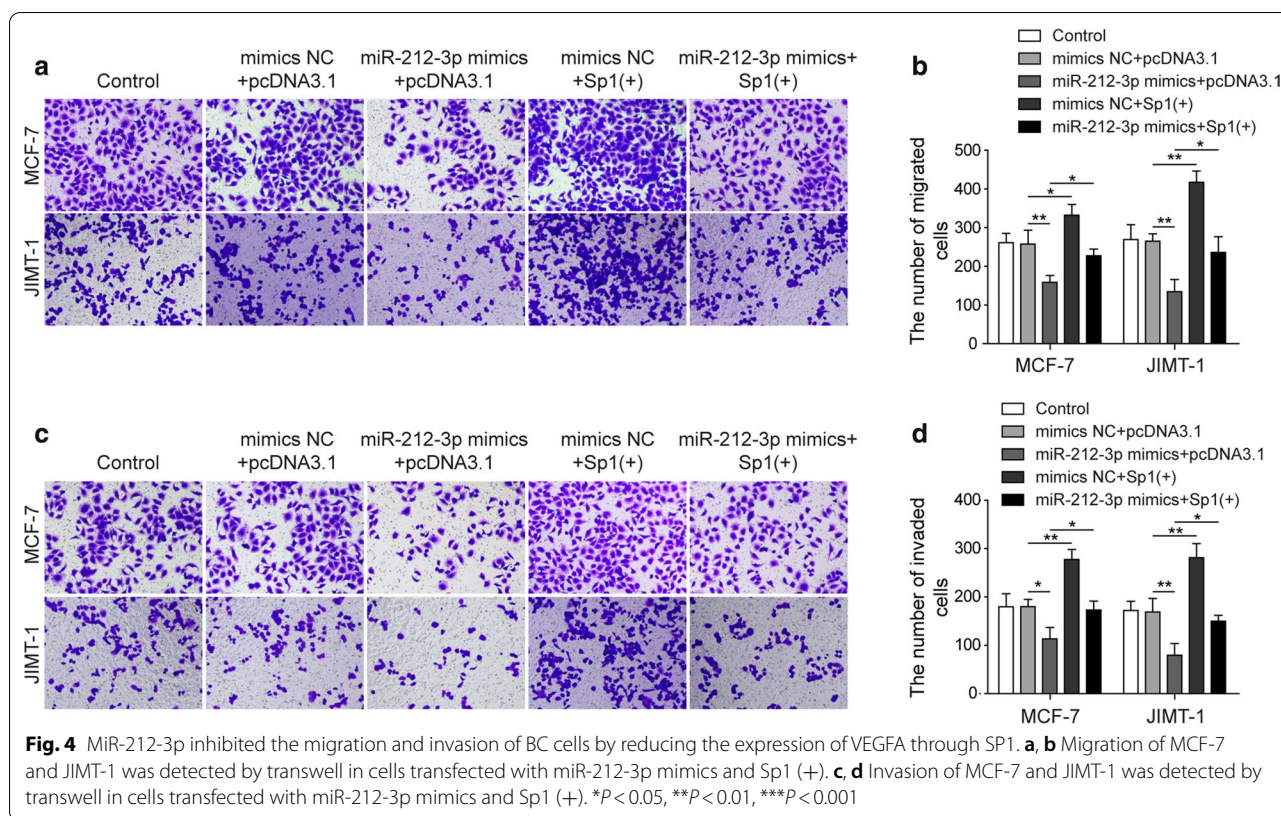 a
Control
mimics NC
+pcDNA3.1
miR-212-3p mimics
+pcDNA3.1
mimics NC
+Sp1(+)
miR-212-3p mimics+
Sp1(+)
MCF-7
JIMT-1
b
Control
mimics NC+pcDNA3.1
miR-212-3p mimics+pcDNA3.1
mimics NC+Sp1(+)
miR-212-3p mimics+Sp1(+)
The number of migrated
cells
500
400
300
200
100
0
**
*
*
**
**
*
MCF-7
JIMT-1
c
Control
mimics NC
+pcDNA3.1
miR-212-3p mimics
+pcDNA3.1
mimics NC
+Sp1(+)
miR-212-3p mimics+
Sp1(+)
MCF-7
JIMT-1
d
Control
mimics NC+pcDNA3.1
miR-212-3p mimics+pcDNA3.1
mimics NC+Sp1(+)
miR-212-3p mimics+Sp1(+)
The number of invaded
cells
400
300
200
100
0
*
**
*
**
**
*
MCF-7
JIMT-1
Fig. 4 MiR-212-3p inhibited the migration and invasion of BC cells by reducing the expression of VEGFA through SP1. a, b Migration of MCF-7
and JIMT-1 was detected by transwell in cells transfected with miR-212-3p mimics and Sp1 (+). c, d Invasion of MCF-7 and JIMT-1 was detected by
transwell in cells transfected with miR-212-3p mimics and Sp1 (+). *P < 0.05, **P < 0.01, ***P < 0.001